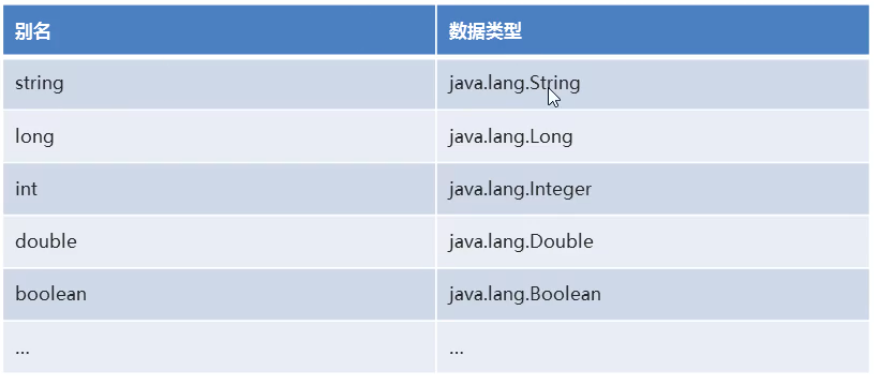 别名 数据类型
string java.lang.String
long java.lang.Long
int java.lang.Integer
double java.lang.Double
boolean java.lang.Boolean
... ...